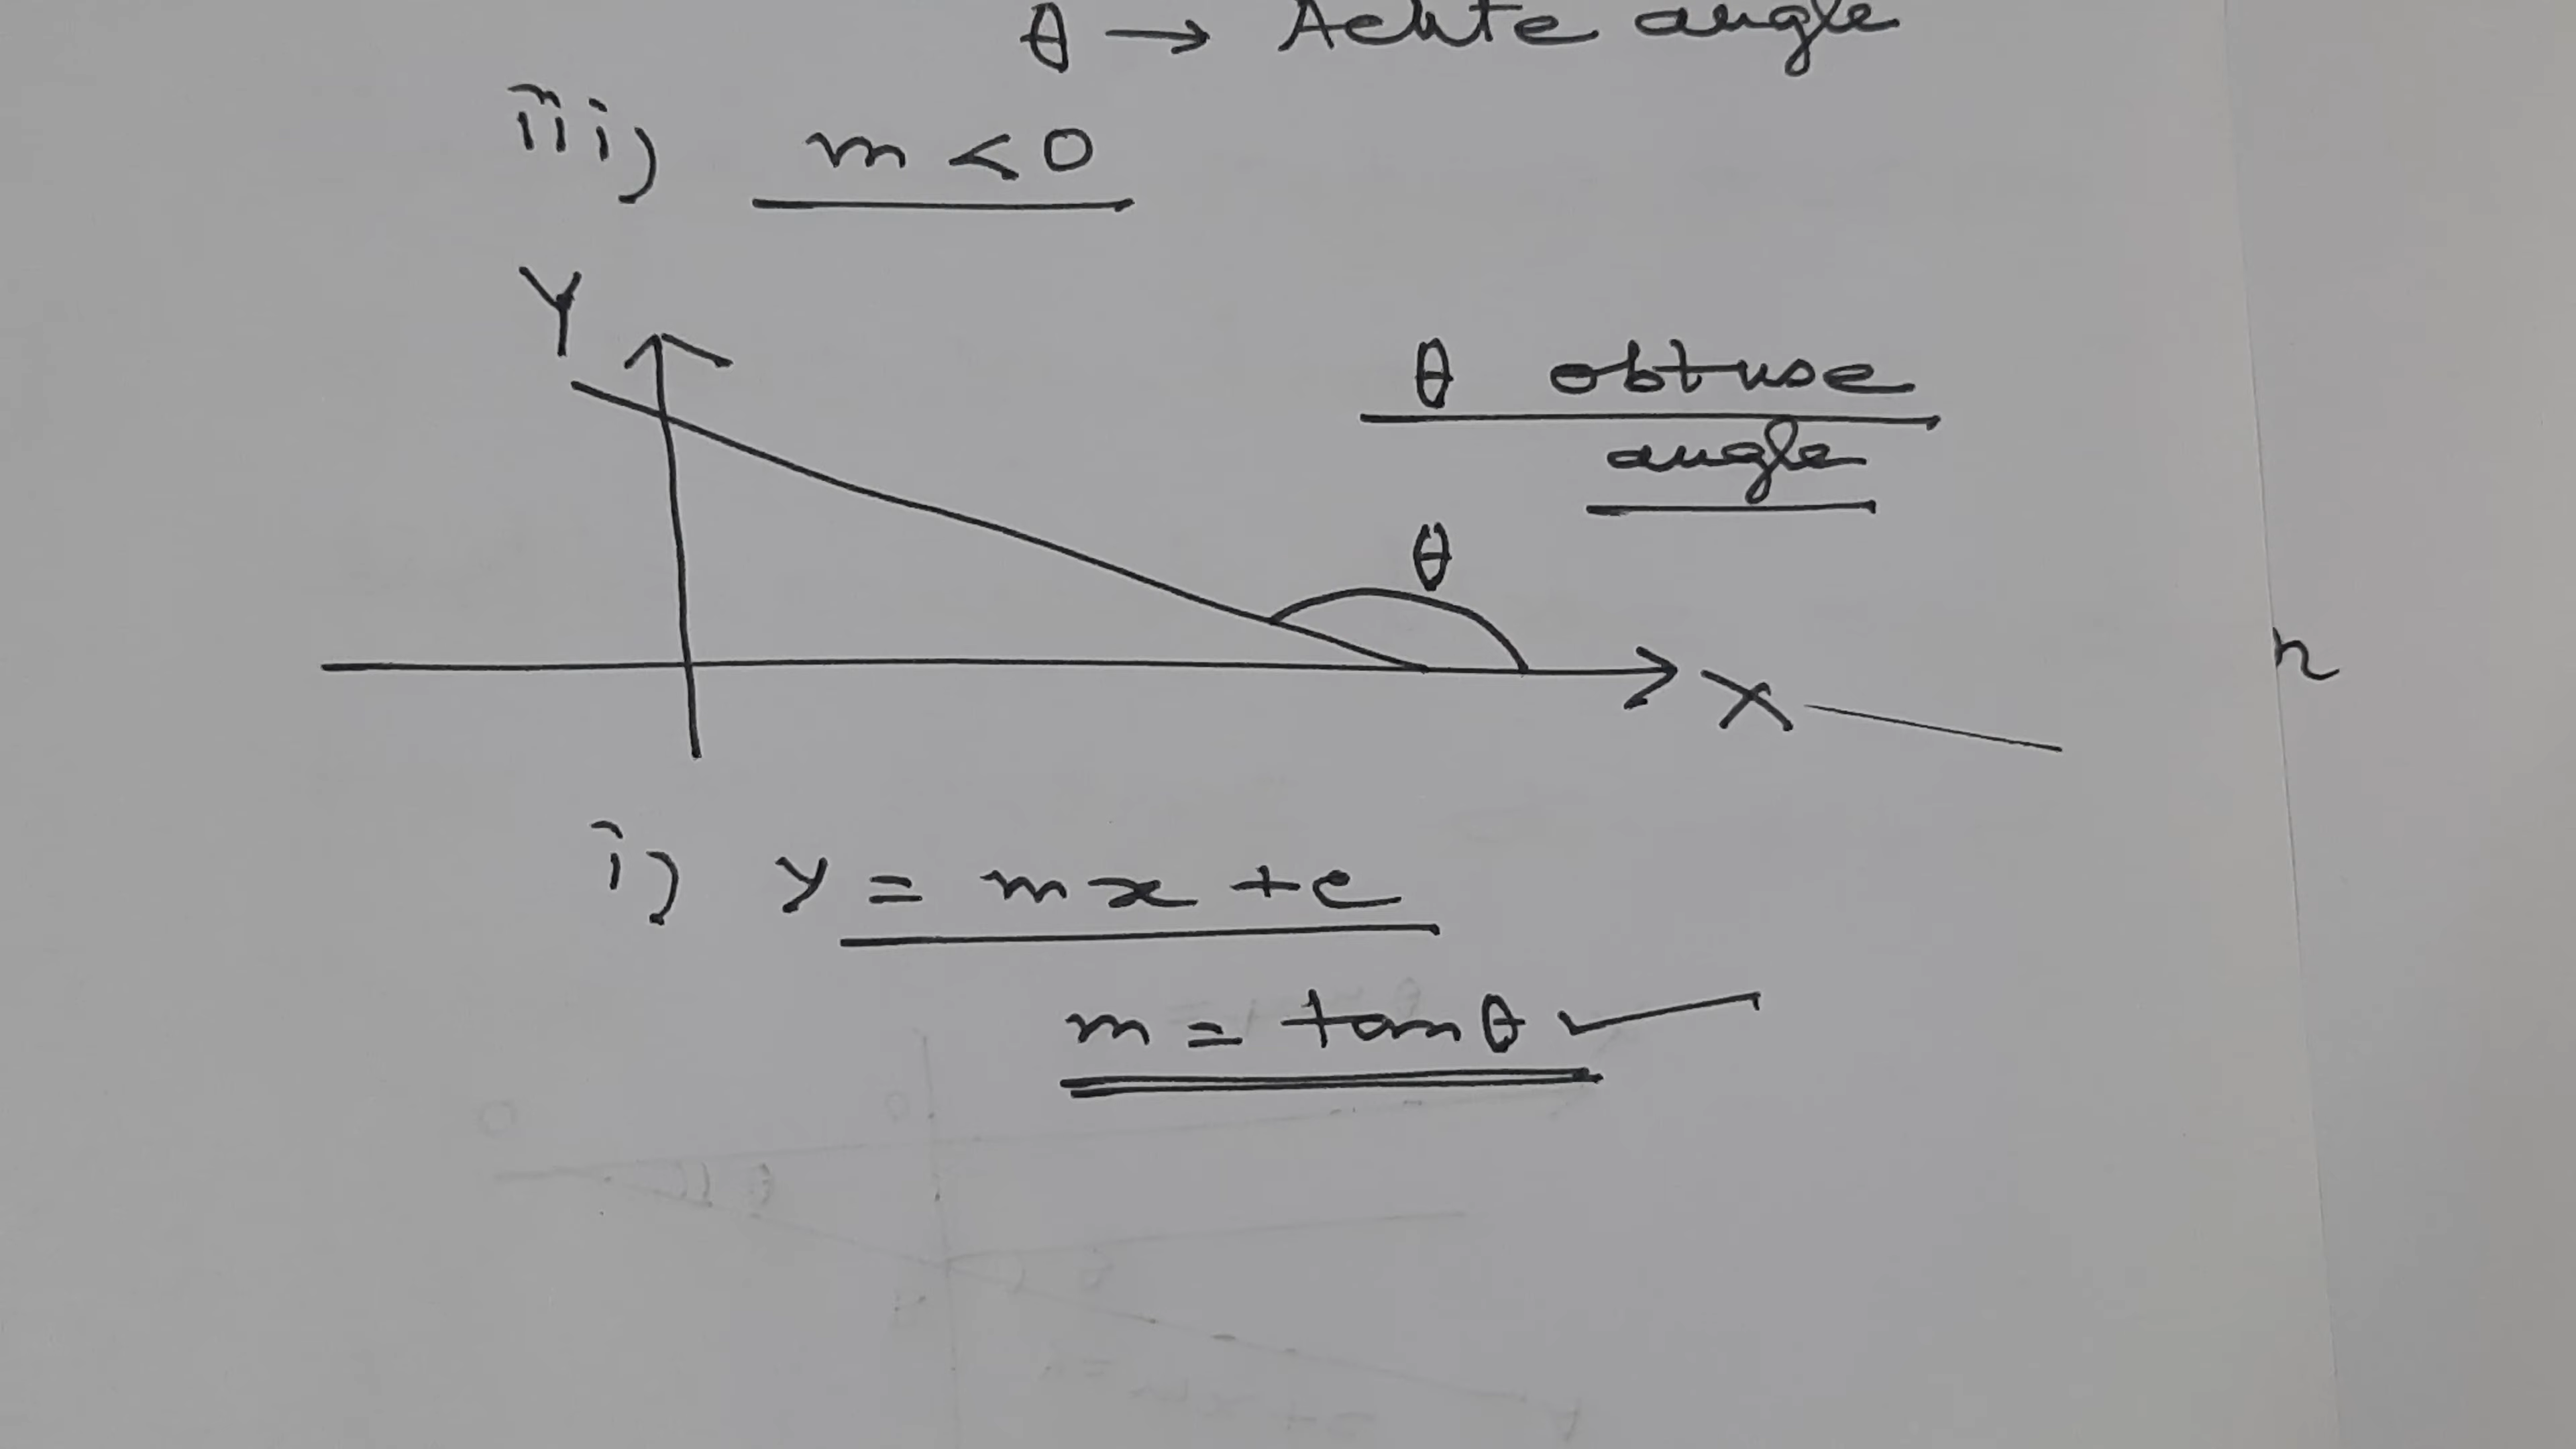 θ → Acute angle
iii) m < 0
Y
θ obtuse
angle
θ
X
n
i) y = mx + c
m = tanθ